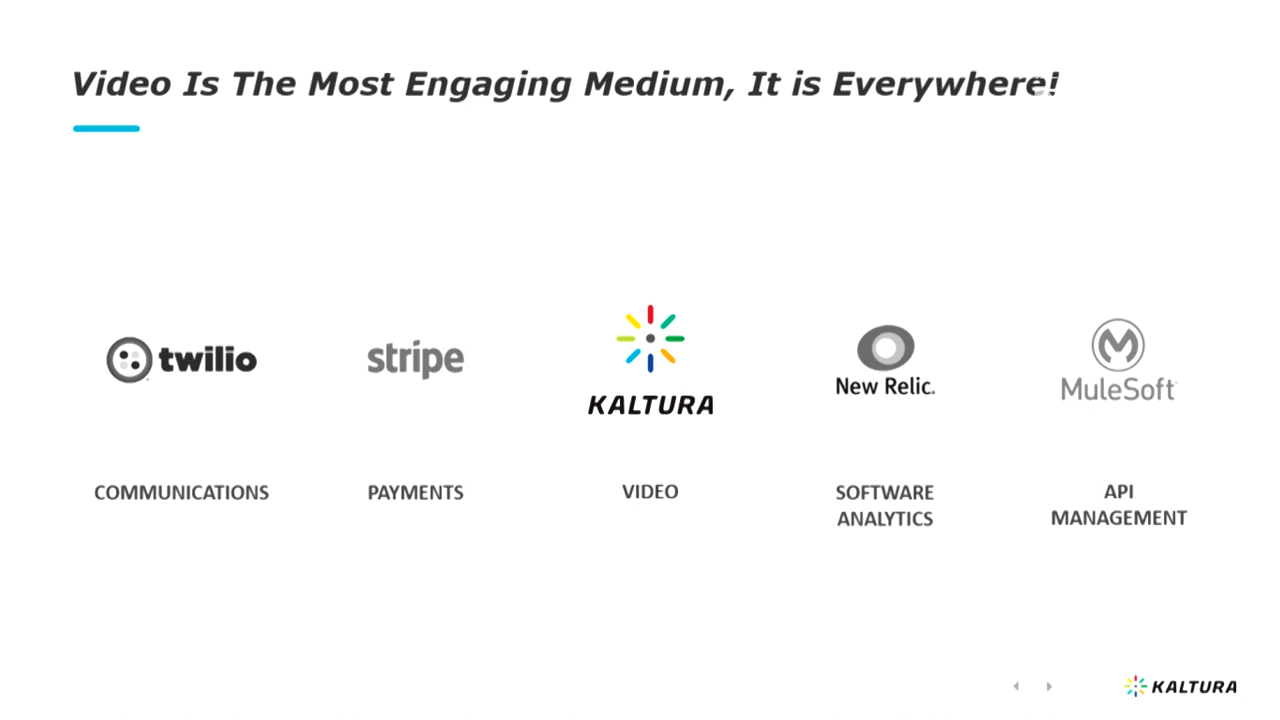 Video Is The Most Engaging Medium, It is Everywhere!
twilio
stripe
KALTURA
New Relic.
MuleSoft
COMMUNICATIONS
PAYMENTS
VIDEO
SOFTWARE
ANALYTICS
API
MANAGEMENT
KALTURA